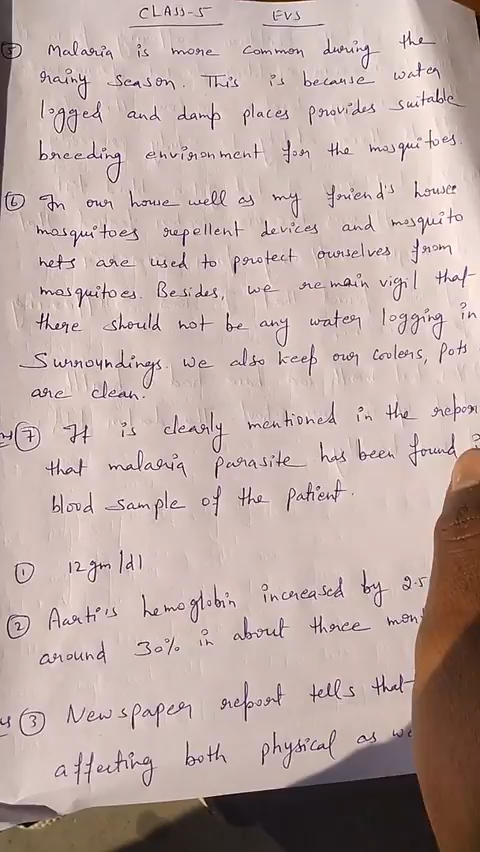 CLASS-5 EVS
⑤ Malaria is more common during the
rainy season. This is because water
logged and damp places provides suitable
breeding environment for the mosquitoes.
⑥ In our house well as my friend's house
mosquitoes repellent devices and mosquito
nets are used to protect ourselves from
mosquitoes. Besides, we remain vigil that
there should not be any water logging in
Surroundings. we also keep our coolers, Pots
are clean.
⑦ It is clearly mentioned in the repor
that malaria parasite has been found
blood sample of the patient.
① 12 gm/dl
② Aarti's hemoglobin increased by 2.5
around 30% in about three mon
③ Newspaper report tells that
affecting both physical as we